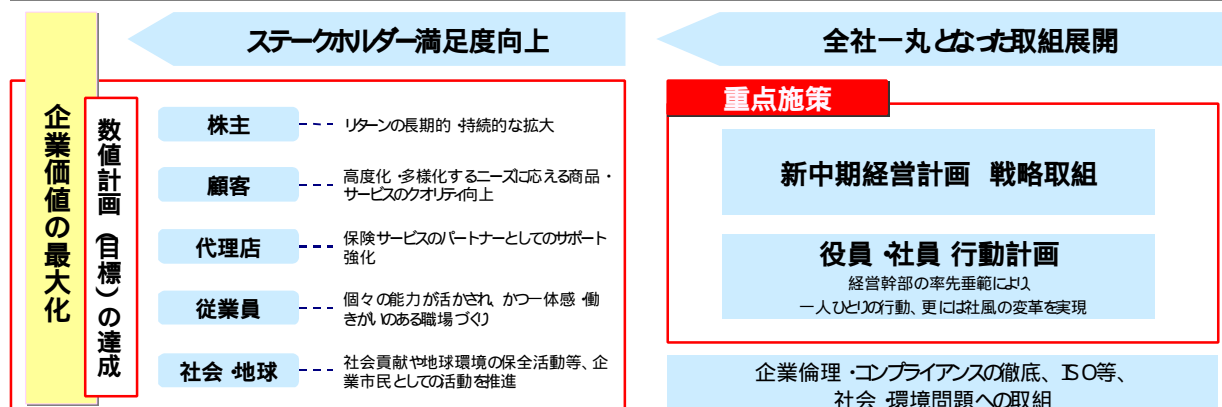 企業価値の最大化
数値計画（目標）の達成
ステークホルダー満足度向上
株主
リターンの長期的・持続的な拡大
顧客
高度化・多様化するニーズに応える商品・
サービスのクオリティ向上
代理店
保険サービスのパートナーとしてのサポート
強化
従業員
個々の能力が活かされ、かつ一体感・働
きがいのある職場づくり
社会・地球
社会貢献や地球環境の保全活動等、企
業市民としての活動を推進
全社一丸となった取組展開
重点施策
新中期経営計画 戦略取組
役員・社員 行動計画
経営幹部の率先垂範により、
一人ひとりの行動、更には社風の変革を実現
企業倫理・コンプライアンスの徹底、ISO等、
社会・環境問題への取組